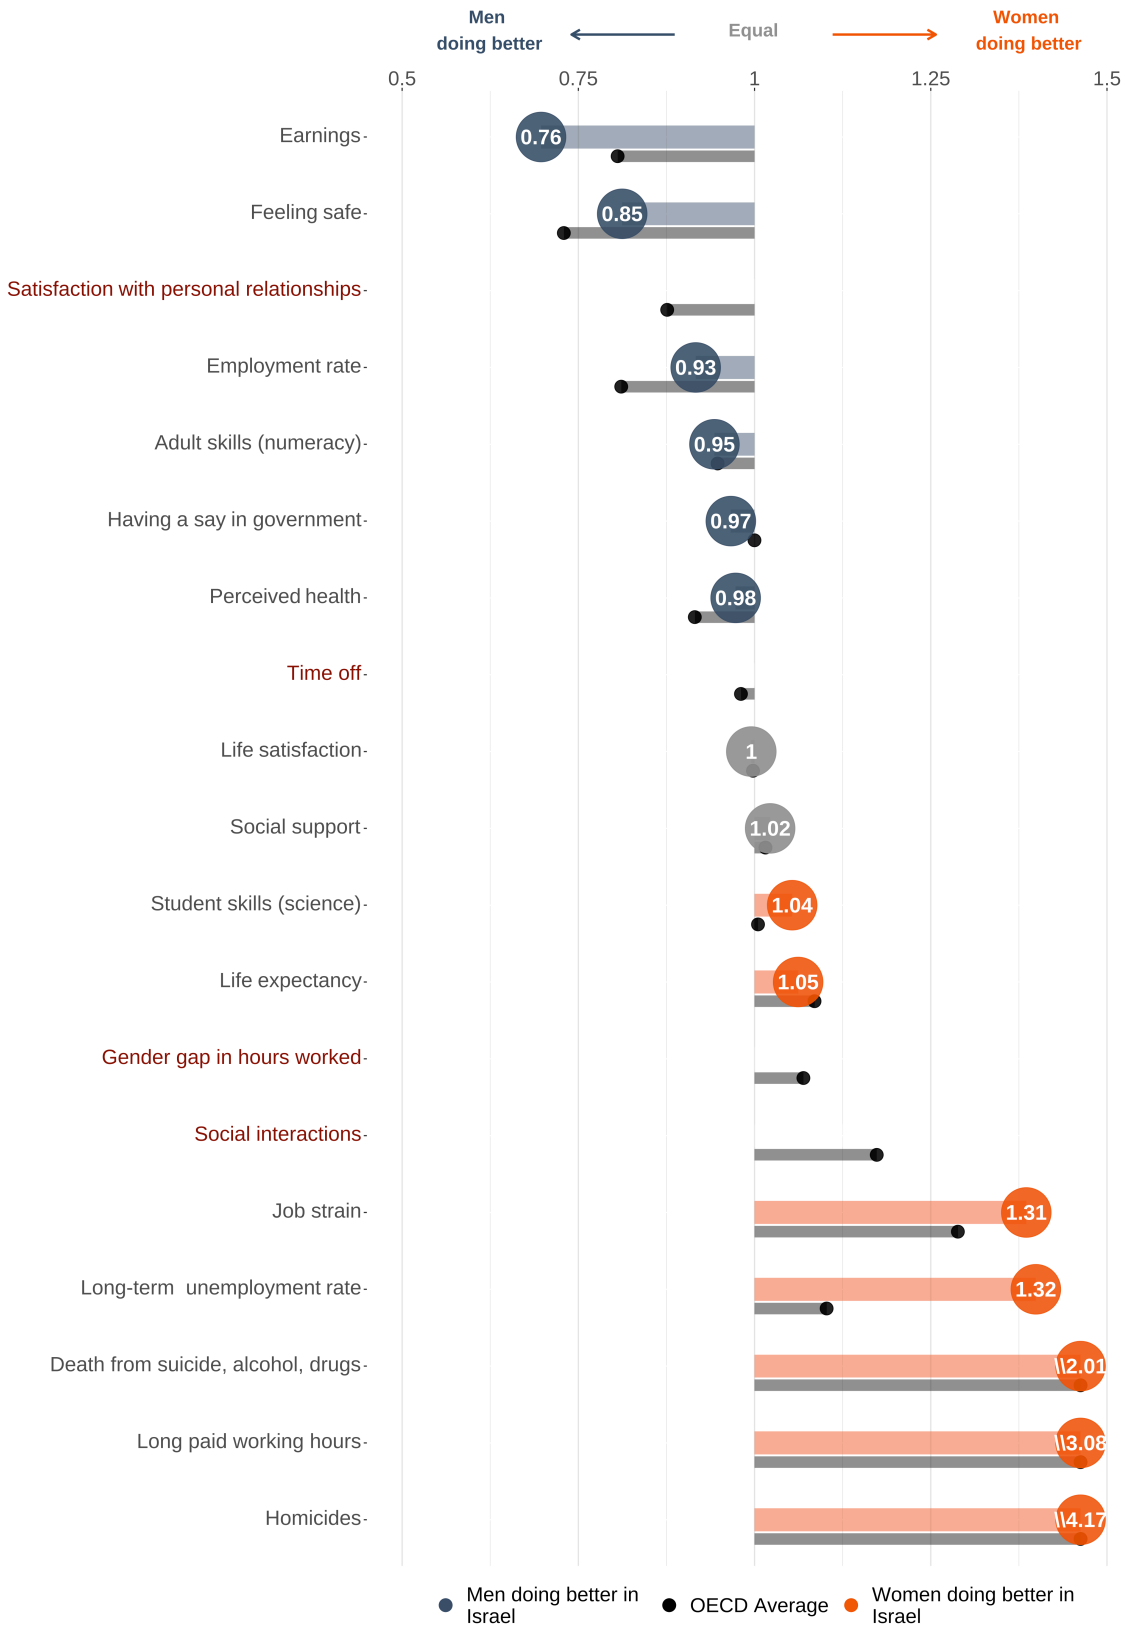 Men
doing better
Equal
Women
doing better
0.5 0.75 1 1.25 1.5
Earnings 0.76
Feeling safe 0.85
Satisfaction with personal relationships
Employment rate 0.93
Adult skills (numeracy) 0.95
Having a say in government 0.97
Perceived health 0.98
Time off
Life satisfaction 1
Social support 1.02
Student skills (science) 1.04
Life expectancy 1.05
Gender gap in hours worked
Social interactions
Job strain 1.31
Long-term  unemployment rate 1.32
Death from suicide, alcohol, drugs \\2.01
Long paid working hours \\3.08
Homicides \\4.17
Men doing better in
Israel
OECD Average
Women doing better in
Israel